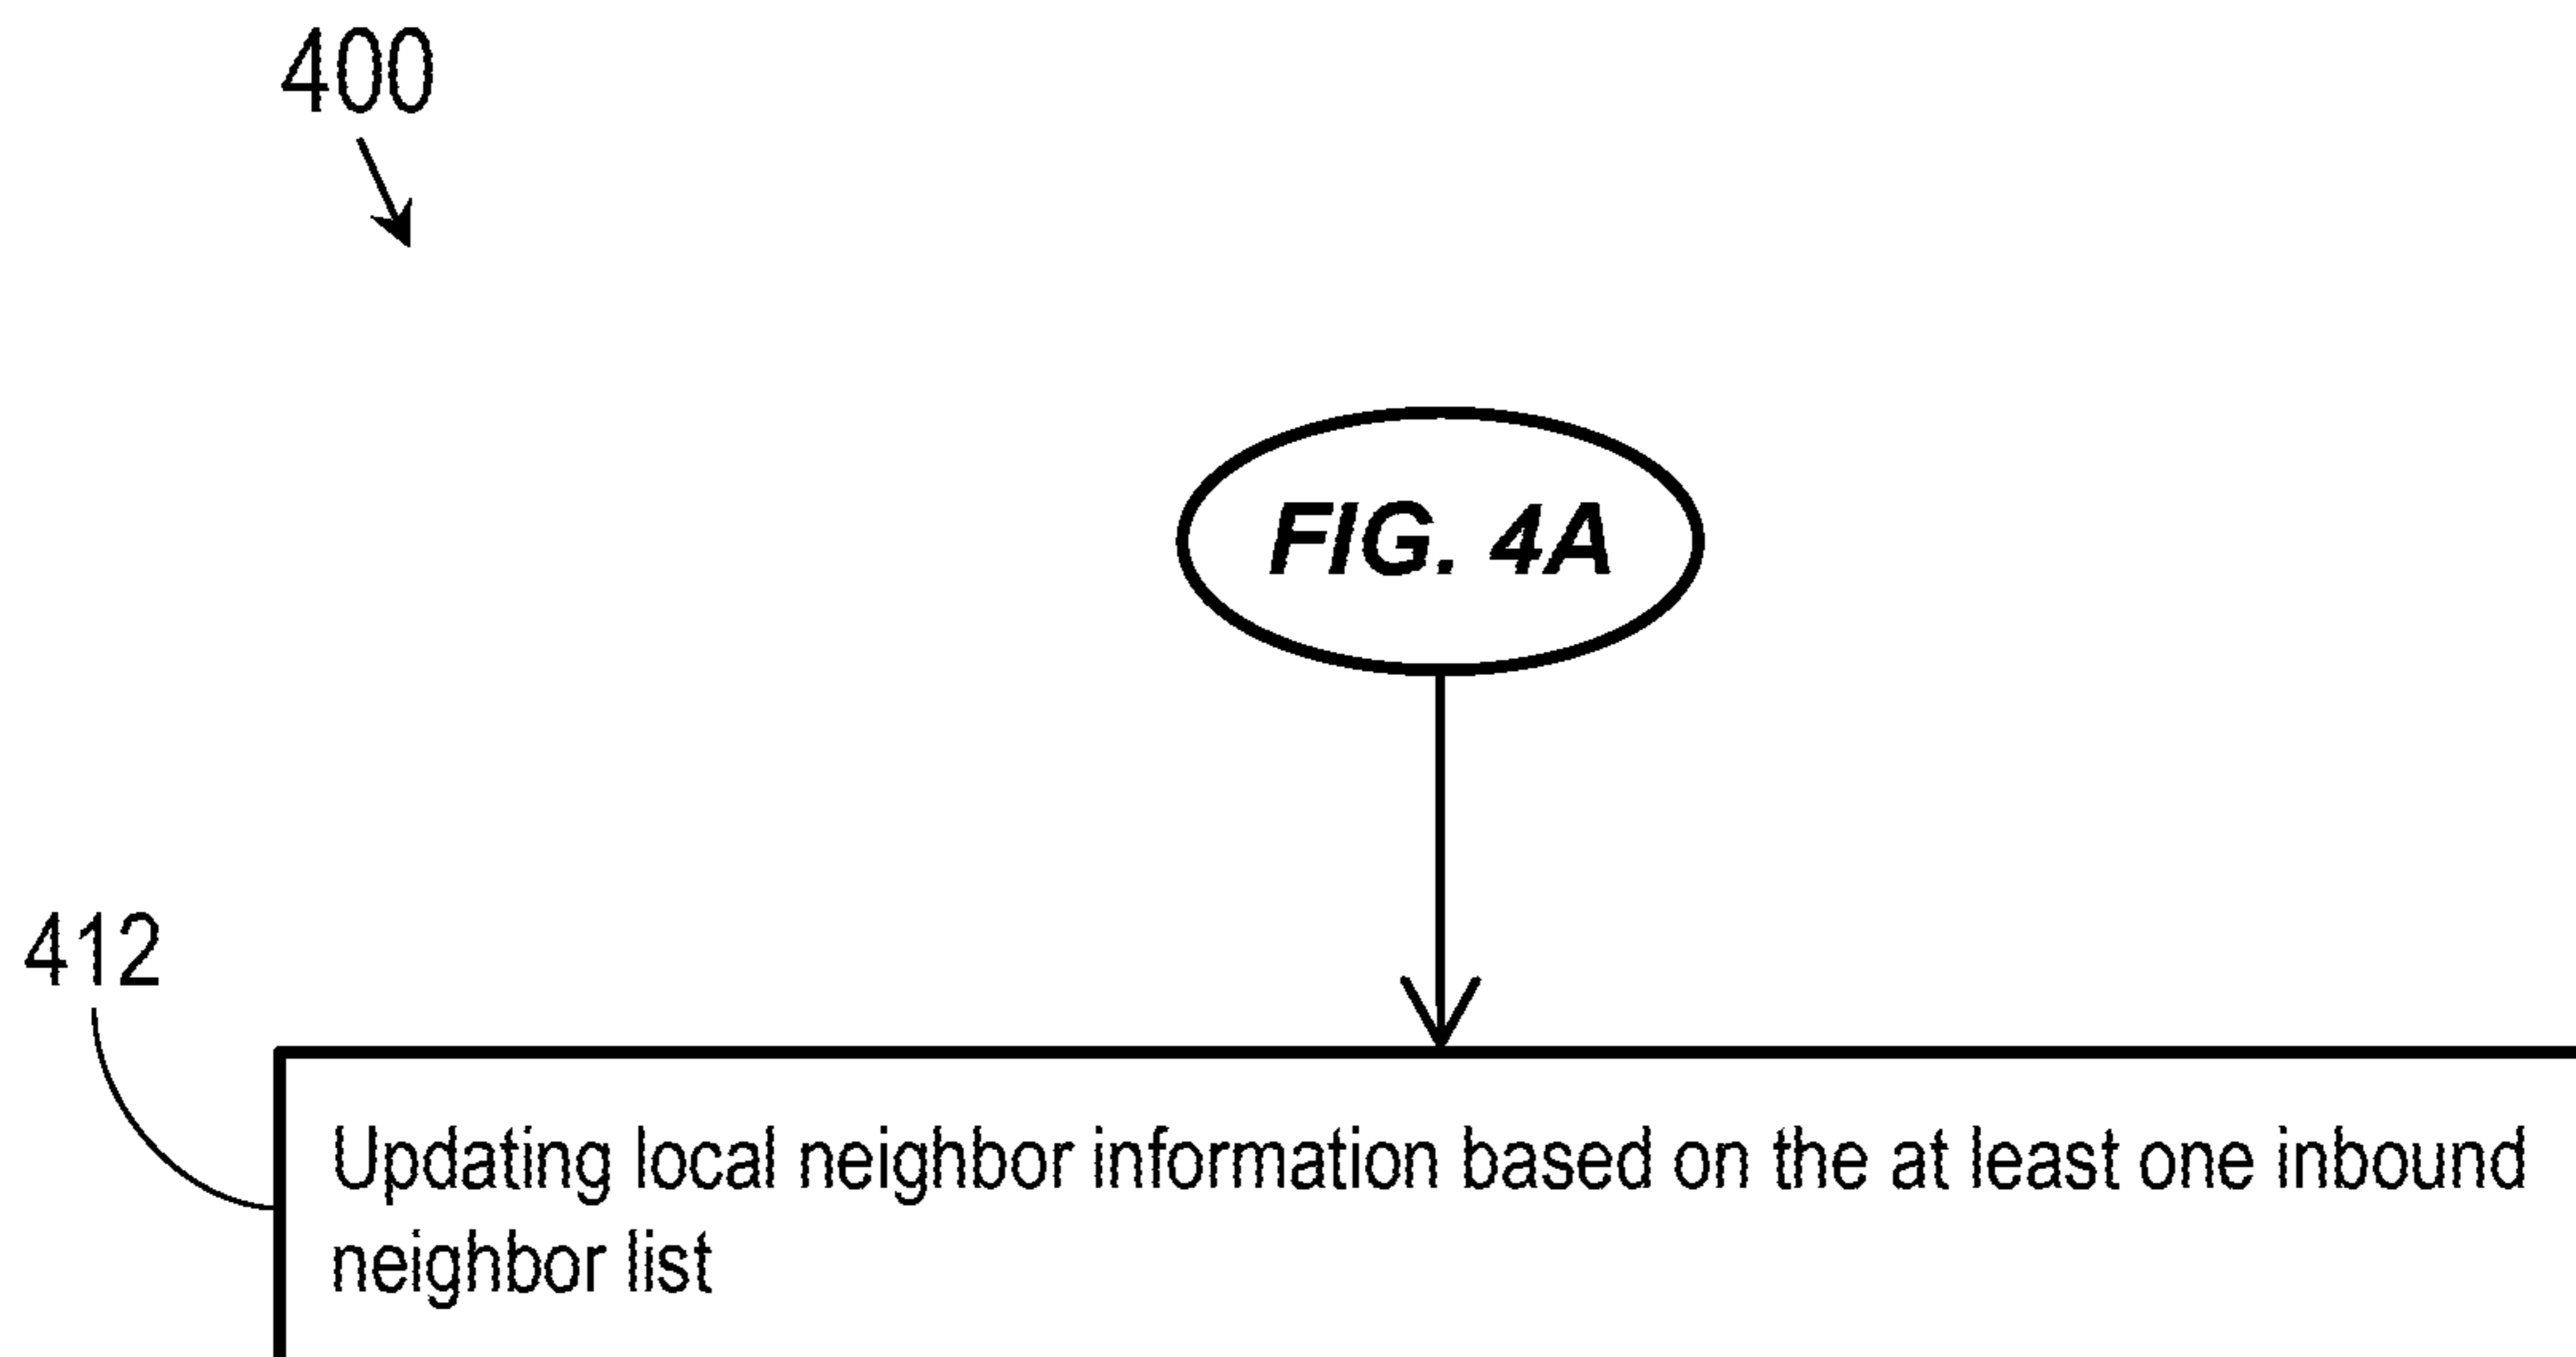 400
FIG. 4A
412
Updating local neighbor information based on the at least one inbound
neighbor list